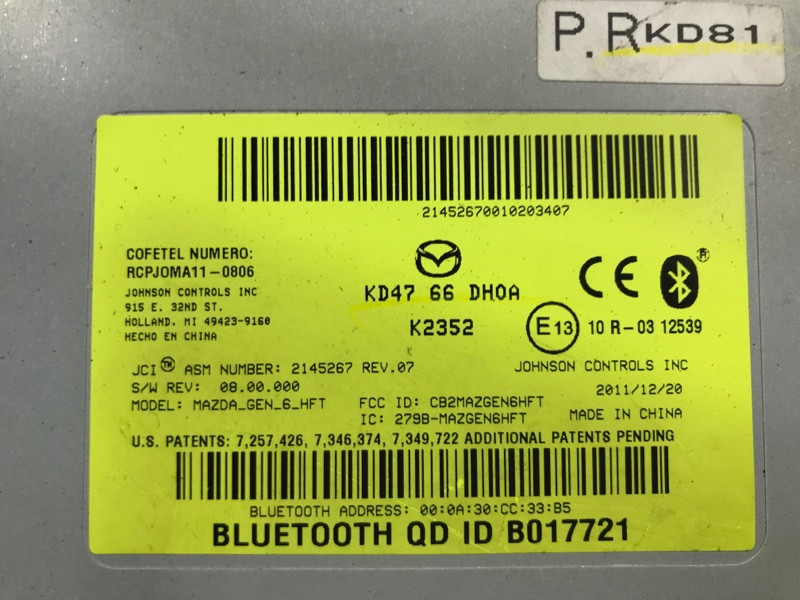 P.RKD81
21452670010203407
COFETEL NUMERO:
RCPJOMA11-0806
JOHNSON CONTROLS INC
915 E. 32ND ST.
HOLLAND, MI 49423-9160
HECHO EN CHINA
KD47 66 DH0A
K2352
CE
R
E13 10 R-03 12539
JCI™ ASM NUMBER: 2145267 REV.07
S/W REV: 08.00.000
MODEL: MAZDA_GEN_6_HFT
FCC ID: CB2MAZGEN6HFT
IC: 279B-MAZGEN6HFT
JOHNSON CONTROLS INC
2011/12/20
MADE IN CHINA
U.S. PATENTS: 7,257,426, 7,346,374, 7,349,722 ADDITIONAL PATENTS PENDING
BLUETOOTH ADDRESS: 00:0A:30:CC:33:B5
BLUETOOTH QD ID B017721